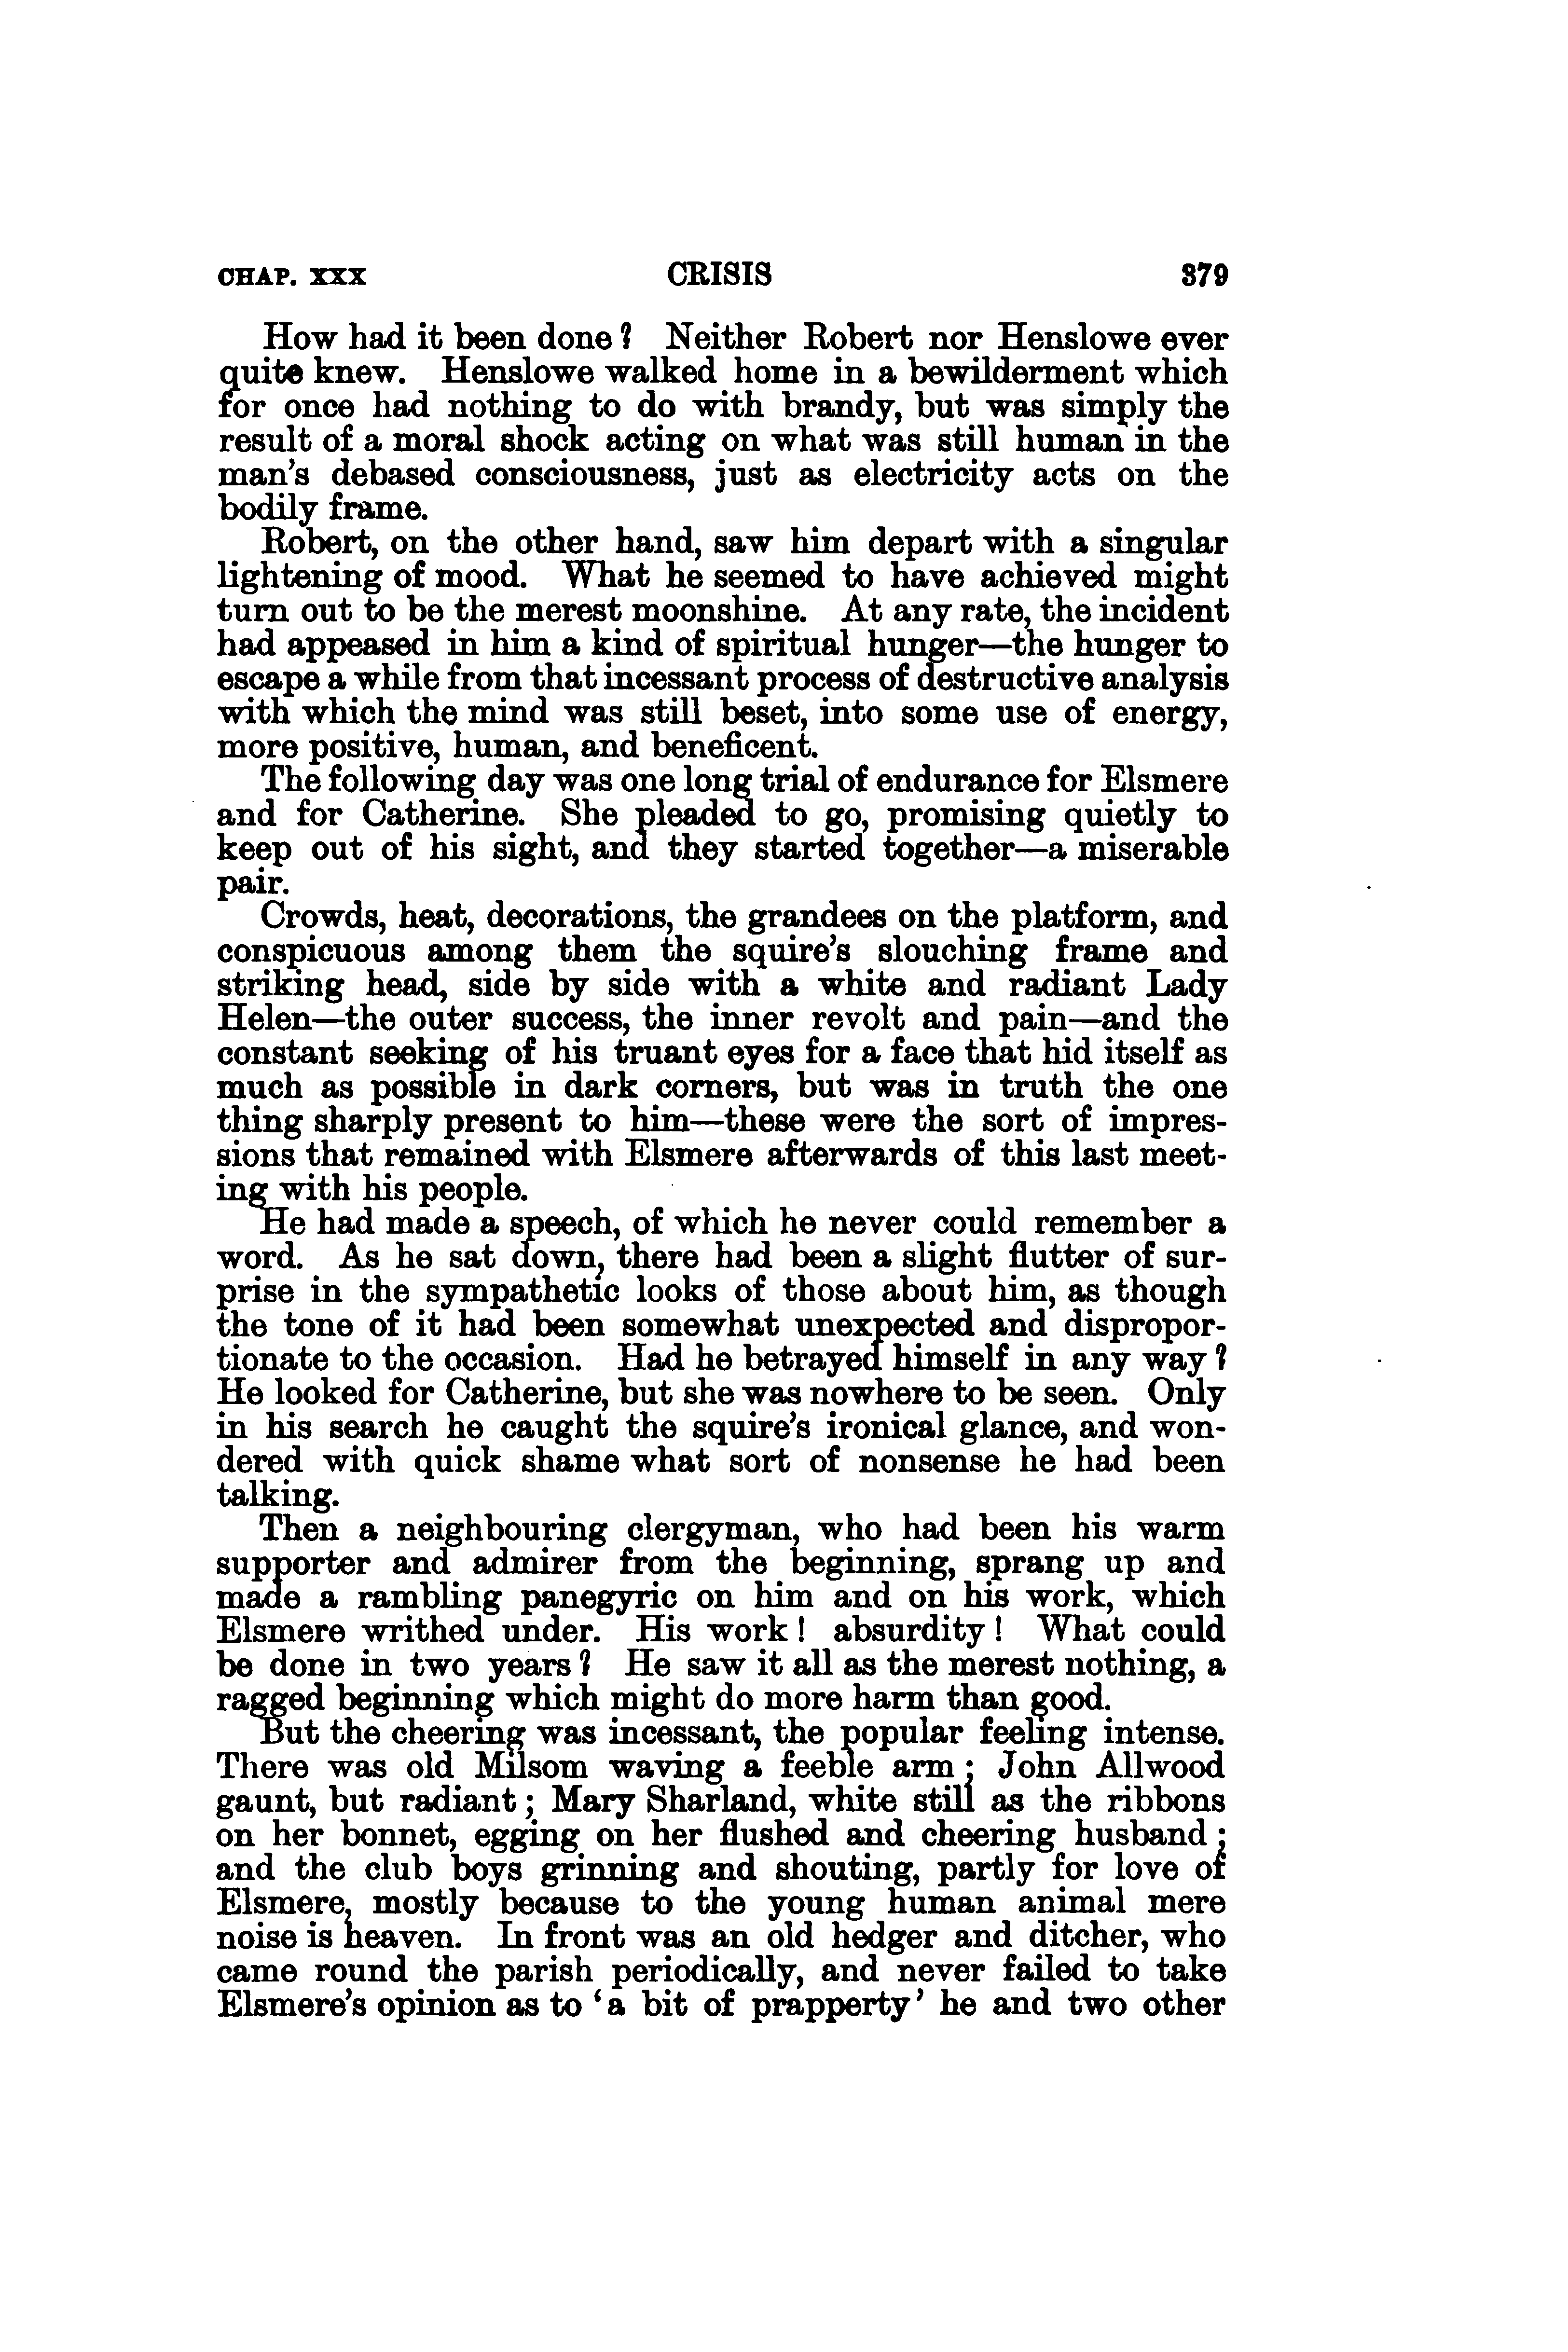 CHAP. XXX CRISIS 379
How had it been done? Neither Robert nor Henslowe ever
quite knew. Henslowe walked home in a bewilderment which
for once had nothing to do with brandy, but was simply the
result of a moral shock acting on what was still human in the
man's debased consciousness, just as electricity acts on the
bodily frame.
Robert, on the other hand, saw him depart with a singular
lightening of mood. What he seemed to have achieved might
turn out to be the merest moonshine. At any rate, the incident
had appeased in him a kind of spiritual hunger—the hunger to
escape a while from that incessant process of destructive analysis
with which the mind was still beset, into some use of energy,
more positive, human, and beneficent.
The following day was one long trial of endurance for Elsmere
and for Catherine. She pleaded to go, promising quietly to
keep out of his sight, and they started together—a miserable
pair.
Crowds, heat, decorations, the grandees on the platform, and
conspicuous among them the squire's slouching frame and
striking head, side by side with a white and radiant Lady
Helen—the outer success, the inner revolt and pain—and the
constant seeking of his truant eyes for a face that hid itself as
much as possible in dark corners, but was in truth the one
thing sharply present to him—these were the sort of impres-
sions that remained with Elsmere afterwards of this last meet-
ing with his people.
He had made a speech, of which he never could remember a
word. As he sat down, there had been a slight flutter of sur-
prise in the sympathetic looks of those about him, as though
the tone of it had been somewhat unexpected and dispropor-
tionate to the occasion. Had he betrayed himself in any way?
He looked for Catherine, but she was nowhere to be seen. Only
in his search he caught the squire's ironical glance, and won-
dered with quick shame what sort of nonsense he had been
talking.
Then a neighbouring clergyman, who had been his warm
supporter and admirer from the beginning, sprang up and
made a rambling panegyric on him and on his work, which
Elsmere writhed under. His work! absurdity! What could
be done in two years? He saw it all as the merest nothing, a
ragged beginning which might do more harm than good.
But the cheering was incessant, the popular feeling intense.
There was old Milsom waving a feeble arm; John Allwood
gaunt, but radiant; Mary Sharland, white still as the ribbons
on her bonnet, egging on her flushed and cheering husband;
and the club boys grinning and shouting, partly for love of
Elsmere, mostly because to the young human animal mere
noise is heaven. In front was an old hedger and ditcher, who
came round the parish periodically, and never failed to take
Elsmere's opinion as to 'a bit of prapperty' he and two other